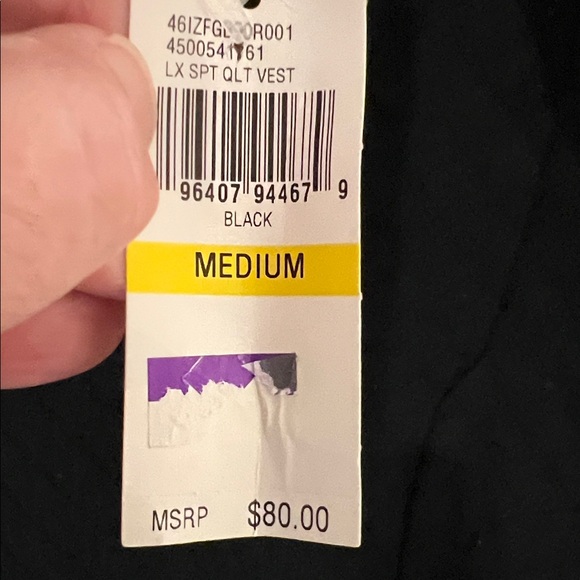 LX SPT QLT VEST
96407 94467 9
BLACK
MEDIUM
MSRP $80.00